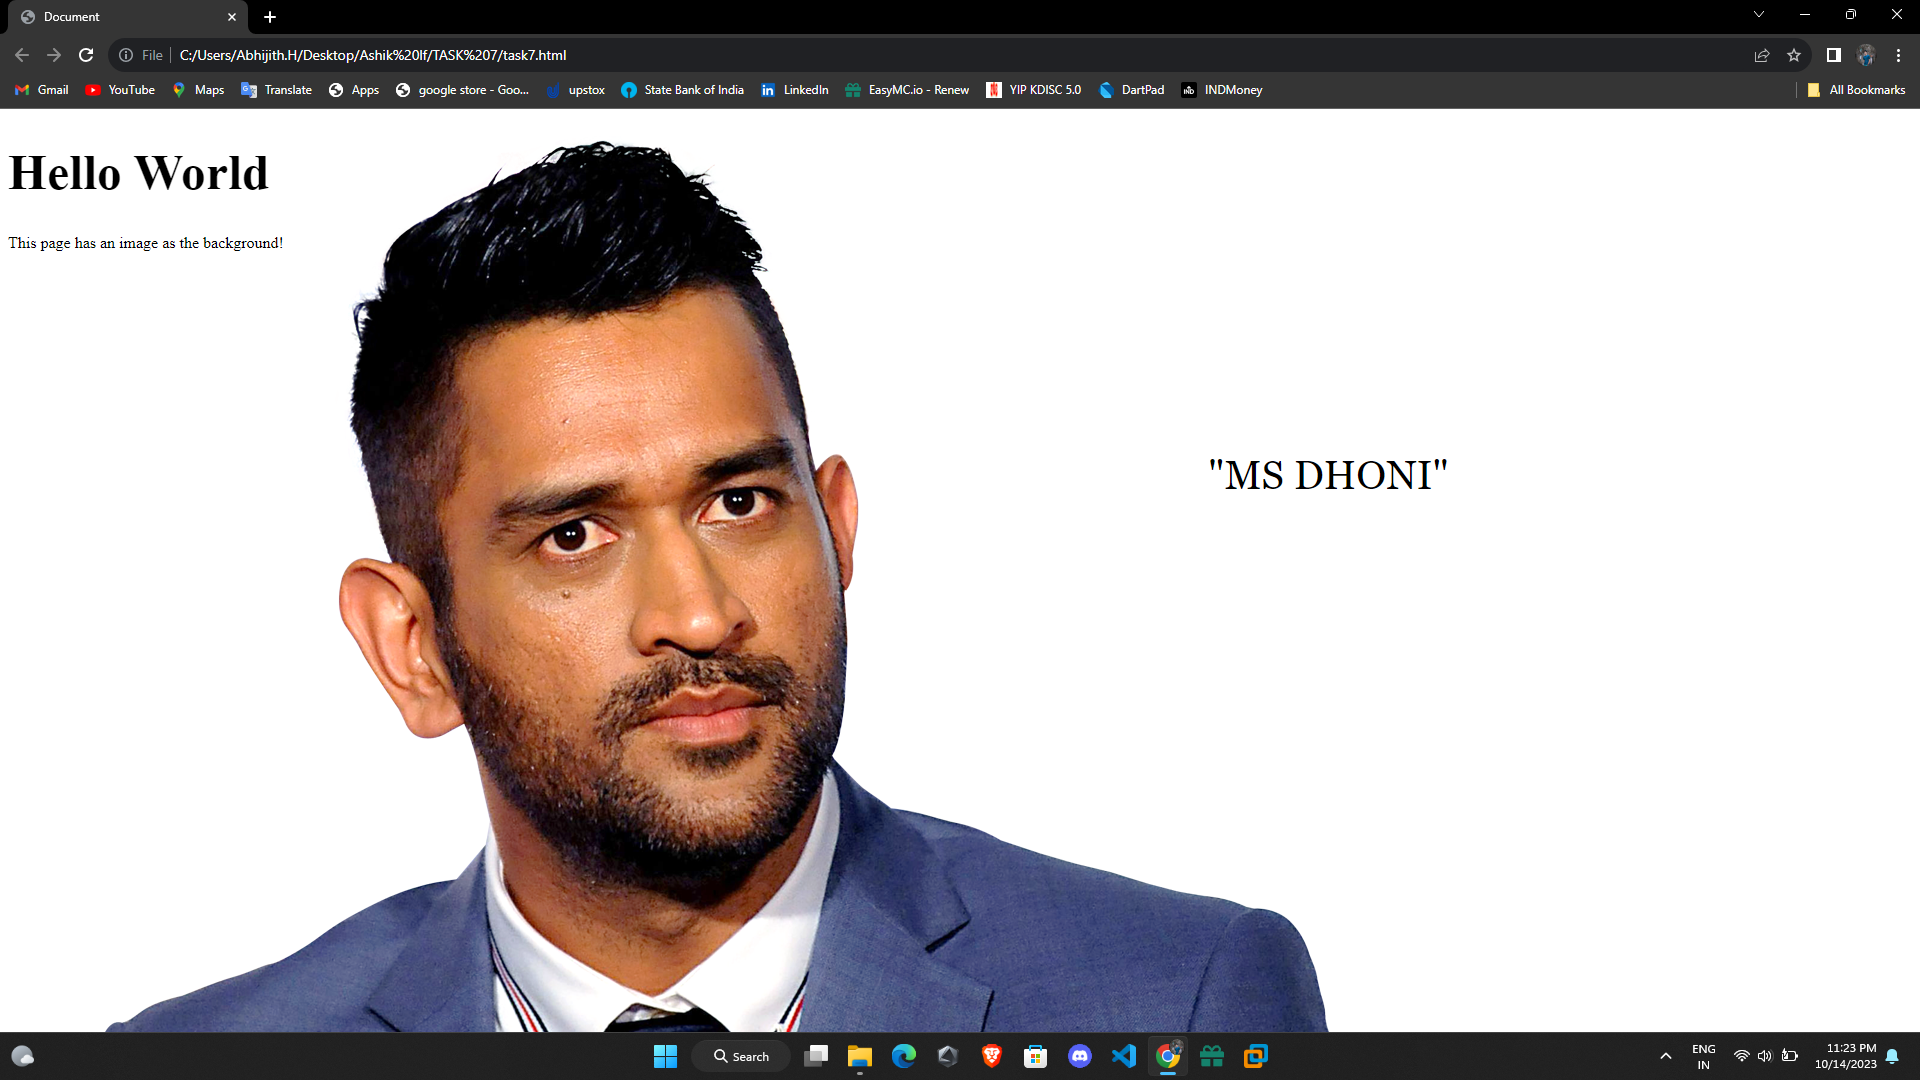 Document
File
C:/Users/Abhijith.H/Desktop/Ashik%20lf/TASK%207/task7.html
Gmail YouTube Maps Translate Apps google store - Goo... upstox State Bank of India LinkedIn EasyMC.io - Renew YIP KDISC 5.0 DartPad INDMoney All Bookmarks
Hello World
This page has an image as the background!
"MS DHONI"
Search
ENG
IN
11:23 PM
10/14/2023